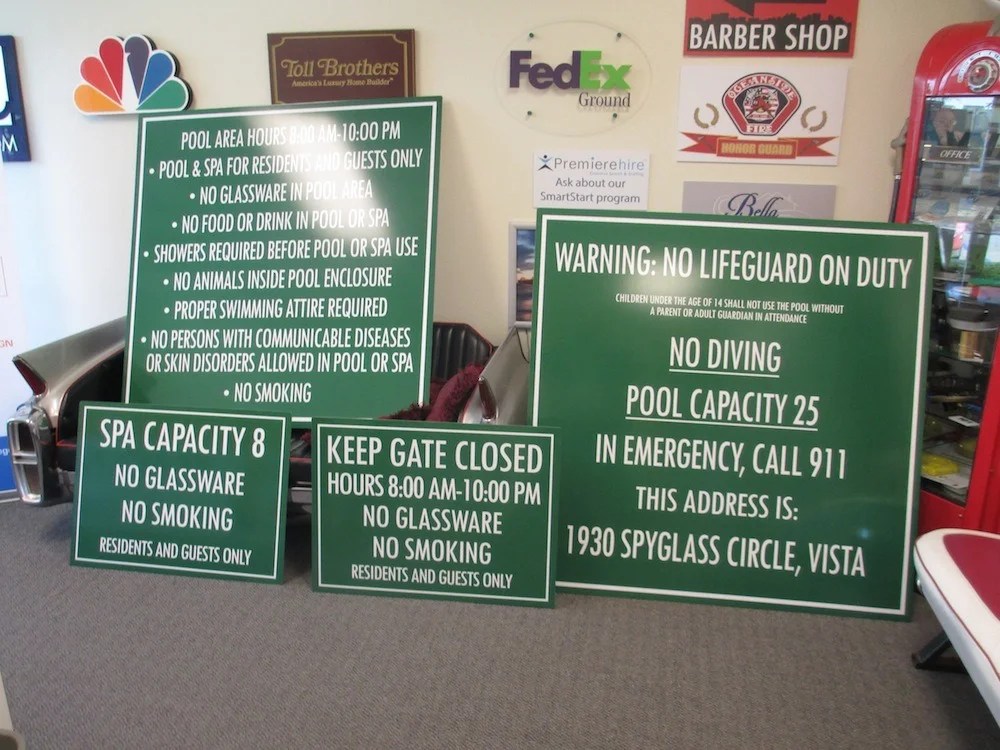 BARBER SHOP
Toll Brothers
America's Luxury Home Builder
FedEx
Ground
OCEANSIDE
FIRE
HONOR GUARD
Premierehire
Ask about our
SmartStart program
Bella
OFFICE
POOL AREA HOURS 8:00 AM-10:00 PM
• POOL & SPA FOR RESIDENTS AND GUESTS ONLY
• NO GLASSWARE IN POOL AREA
• NO FOOD OR DRINK IN POOL OR SPA
• SHOWERS REQUIRED BEFORE POOL OR SPA USE
• NO ANIMALS INSIDE POOL ENCLOSURE
• PROPER SWIMMING ATTIRE REQUIRED
• NO PERSONS WITH COMMUNICABLE DISEASES
OR SKIN DISORDERS ALLOWED IN POOL OR SPA
• NO SMOKING
WARNING: NO LIFEGUARD ON DUTY
CHILDREN UNDER THE AGE OF 14 SHALL NOT USE THE POOL WITHOUT
A PARENT OR ADULT GUARDIAN IN ATTENDANCE
NO DIVING
POOL CAPACITY 25
IN EMERGENCY, CALL 911
THIS ADDRESS IS:
1930 SPYGLASS CIRCLE, VISTA
SPA CAPACITY 8
NO GLASSWARE
NO SMOKING
RESIDENTS AND GUESTS ONLY
KEEP GATE CLOSED
HOURS 8:00 AM-10:00 PM
NO GLASSWARE
NO SMOKING
RESIDENTS AND GUESTS ONLY